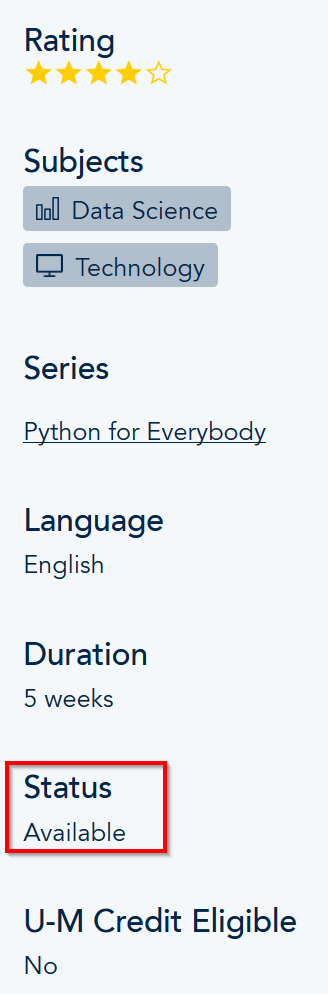 Rating
Subjects
Data Science
Technology
Series
Python for Everybody
Language
English
Duration
5 weeks
Status
Available
U-M Credit Eligible
No